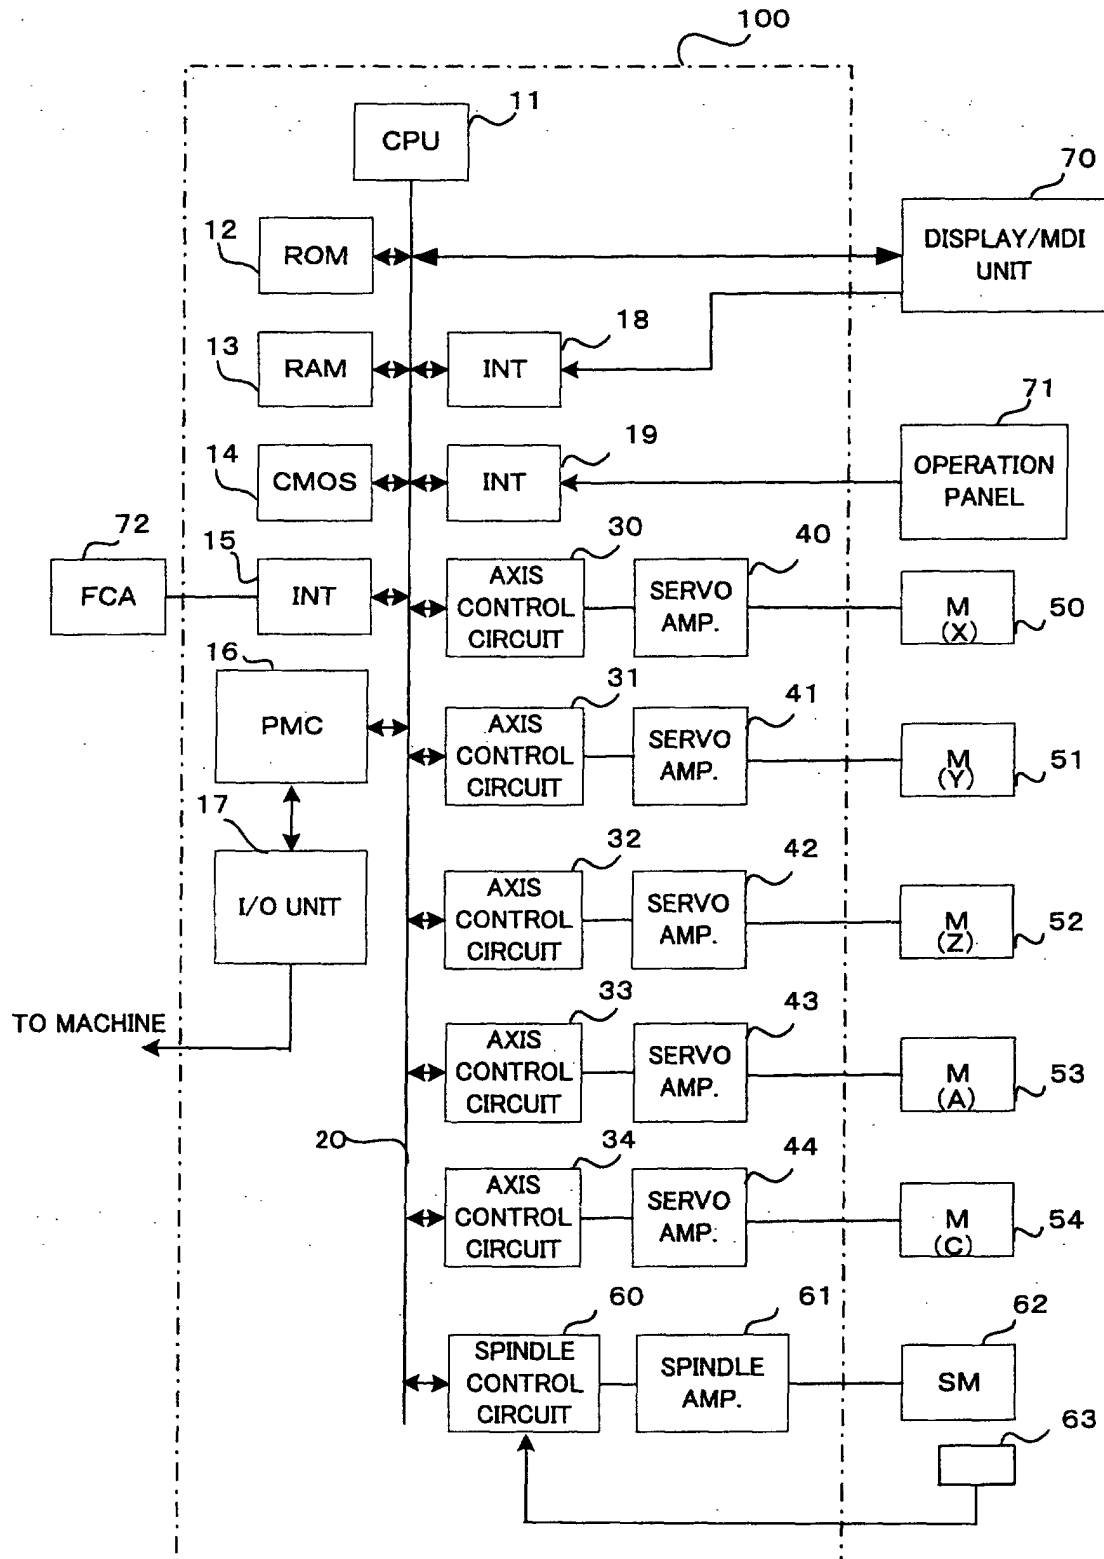 100
11
CPU
70
12
ROM
DISPLAY/MDI
UNIT
18
13
RAM
INT
71
19
14
CMOS
INT
OPERATION
PANEL
72
15
30
40
FCA
INT
AXIS
CONTROL
CIRCUIT
SERVO
AMP.
M
(X)
50
16
31
41
PMC
AXIS
CONTROL
CIRCUIT
SERVO
AMP.
M
(Y)
51
17
32
42
I/O UNIT
AXIS
CONTROL
CIRCUIT
SERVO
AMP.
M
(Z)
52
TO MACHINE
33
43
AXIS
CONTROL
CIRCUIT
SERVO
AMP.
M
(A)
53
20
34
44
AXIS
CONTROL
CIRCUIT
SERVO
AMP.
M
(C)
54
60
61
62
SPINDLE
CONTROL
CIRCUIT
SPINDLE
AMP.
SM
63